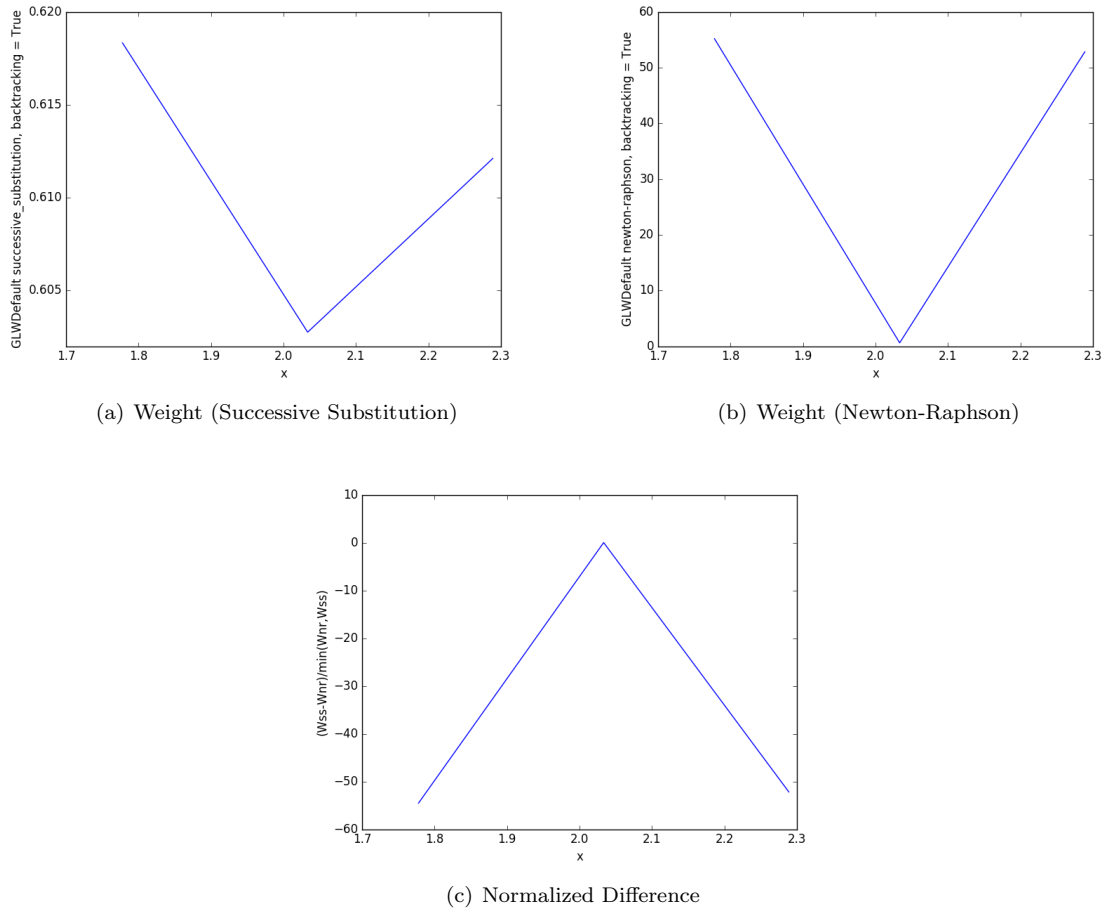 GLWDefault successive_substitution, backtracking = True
0.620
0.615
0.610
0.605
1.7 1.8 1.9 2.0 2.1 2.2 2.3
x
(a) Weight (Successive Substitution)
GLWDefault newton-raphson, backtracking = True
60
50
40
30
20
10
0
1.7 1.8 1.9 2.0 2.1 2.2 2.3
x
(b) Weight (Newton-Raphson)
(Wss-Wnr)/min(Wnr,Wss)
10
0
−10
−20
−30
−40
−50
−60
1.7 1.8 1.9 2.0 2.1 2.2 2.3
x
(c) Normalized Difference